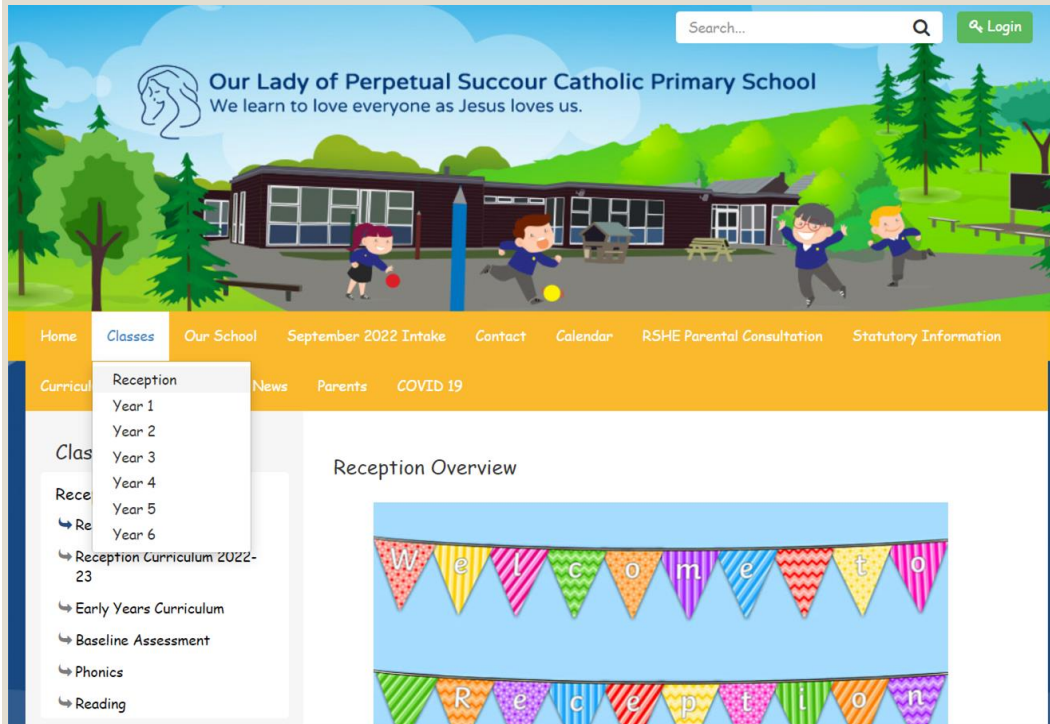 Search...
Login
Our Lady of Perpetual Succour Catholic Primary School
We learn to love everyone as Jesus loves us.
Home Classes Our School September 2022 Intake Contact Calendar RSHE Parental Consultation Statutory Information
News Parents COVID 19
Reception
Year 1
Year 2
Year 3
Year 4
Year 5
Year 6
Reception Curriculum 2022-
23
Early Years Curriculum
Baseline Assessment
Phonics
Reading
Reception Overview
Welcome to
Reception